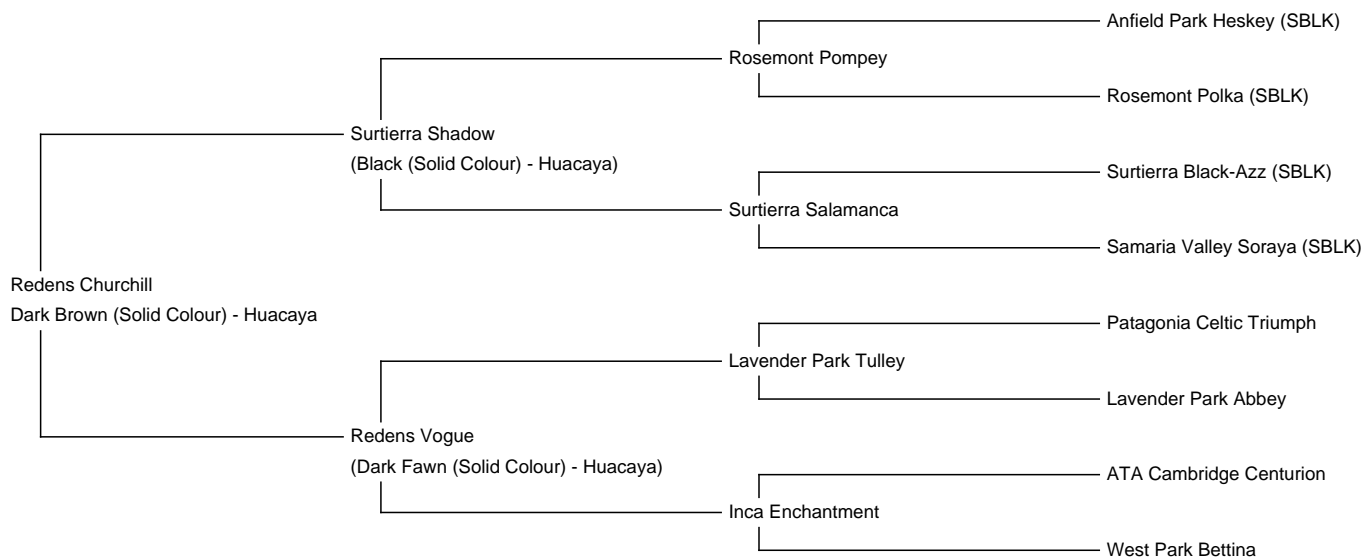 Anfield Park Heskey (SBLK)
Rosemont Pompey
Rosemont Polka (SBLK)
Surtierra Shadow
(Black (Solid Colour) - Huacaya)
Surtierra Black-Azz (SBLK)
Surtierra Salamanca
Samaria Valley Soraya (SBLK)
Redens Churchill
Dark Brown (Solid Colour) - Huacaya
Patagonia Celtic Triumph
Lavender Park Tulley
Lavender Park Abbey
Redens Vogue
(Dark Fawn (Solid Colour) - Huacaya)
ATA Cambridge Centurion
Inca Enchantment
West Park Bettina